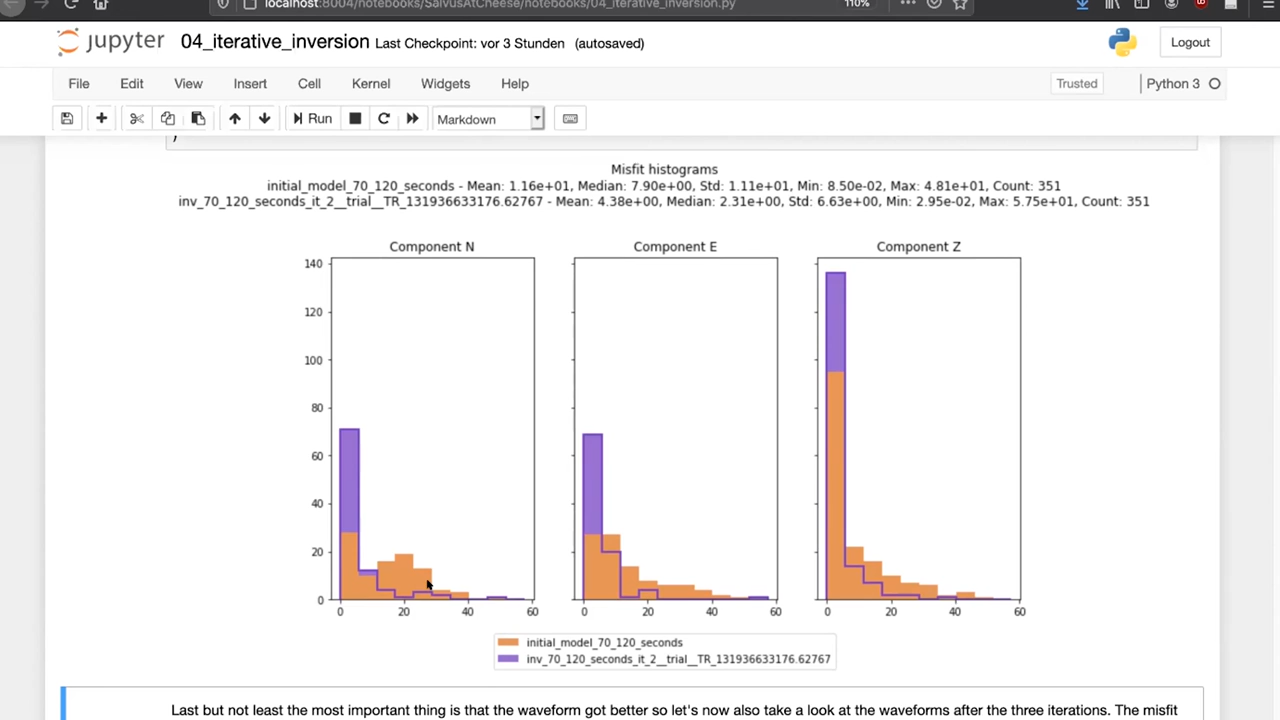 localhost:8004/notebooks/SalvusAtCheese/notebooks/04_iterative_inversion.py
110%
jupyter 04_iterative_inversion Last Checkpoint: vor 3 Stunden (autosaved)
Logout
File Edit View Insert Cell Kernel Widgets Help
Trusted
Python 3
Run
Markdown
)
Misfit histograms
initial_model_70_120_seconds - Mean: 1.16e+01, Median: 7.90e+00, Std: 1.11e+01, Min: 8.50e-02, Max: 4.81e+01, Count: 351
inv_70_120_seconds_it_2__trial__TR_131936633176.62767 - Mean: 4.38e+00, Median: 2.31e+00, Std: 6.63e+00, Min: 2.95e-02, Max: 5.75e+01, Count: 351
Component N
Component E
Component Z
140
120
100
80
60
40
20
0
0 20 40 60
0 20 40 60
0 20 40 60
initial_model_70_120_seconds
inv_70_120_seconds_it_2__trial__TR_131936633176.62767
Last but not least the most important thing is that the waveform got better so let's now also take a look at the waveforms after the three iterations. The misfit